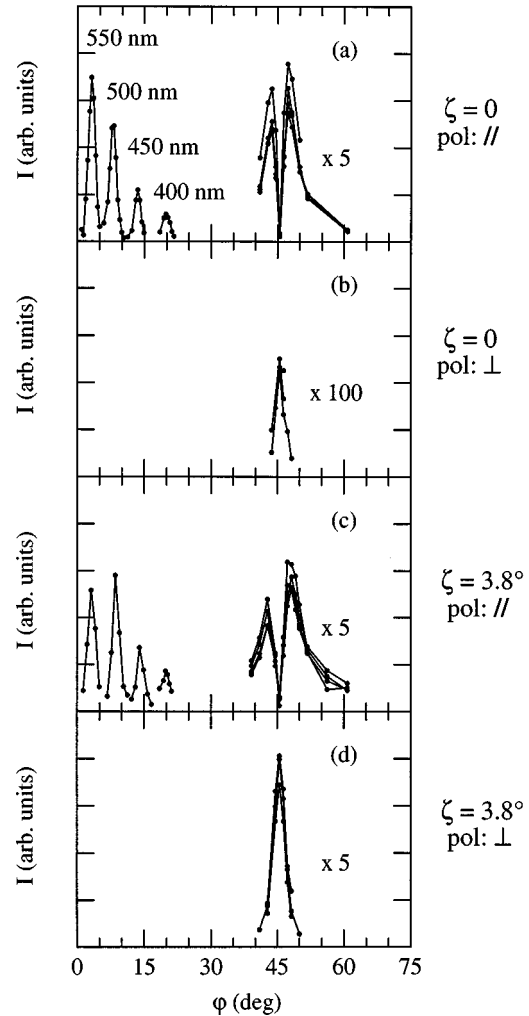 550 nm
(a)
500 nm
450 nm
400 nm
x 5
I (arb. units)
ζ = 0
pol: //
(b)
x 100
I (arb. units)
ζ = 0
pol: ⊥
(c)
x 5
I (arb. units)
ζ = 3.8°
pol: //
(d)
x 5
I (arb. units)
ζ = 3.8°
pol: ⊥
0 15 30 45 60 75
φ (deg)